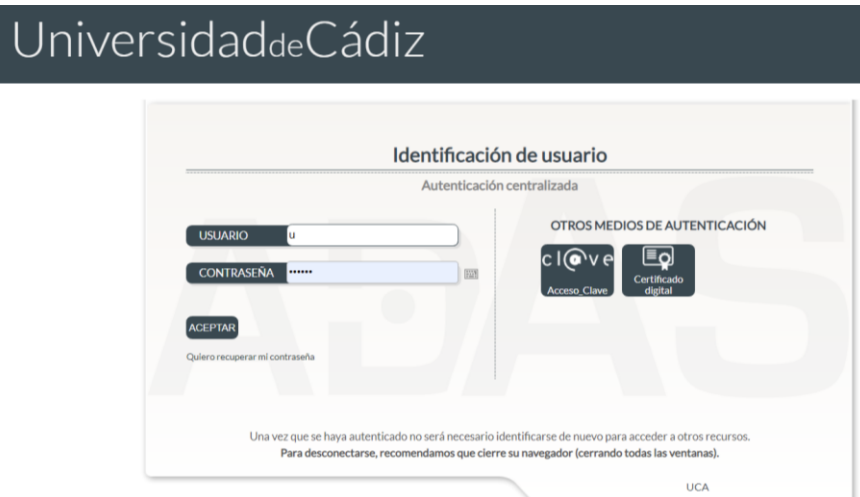 UniversidaddeCádiz
Identificación de usuario
Autenticación centralizada
USUARIO u
CONTRASEÑA ••••••
ACEPTAR
Quiero recuperar mi contraseña
OTROS MEDIOS DE AUTENTICACIÓN
cl@ve
Acceso_Clave
Certificado
digital
ADAS
Una vez que se haya autenticado no será necesario identificarse de nuevo para acceder a otros recursos.
Para desconectarse, recomendamos que cierre su navegador (cerrando todas las ventanas).
UCA